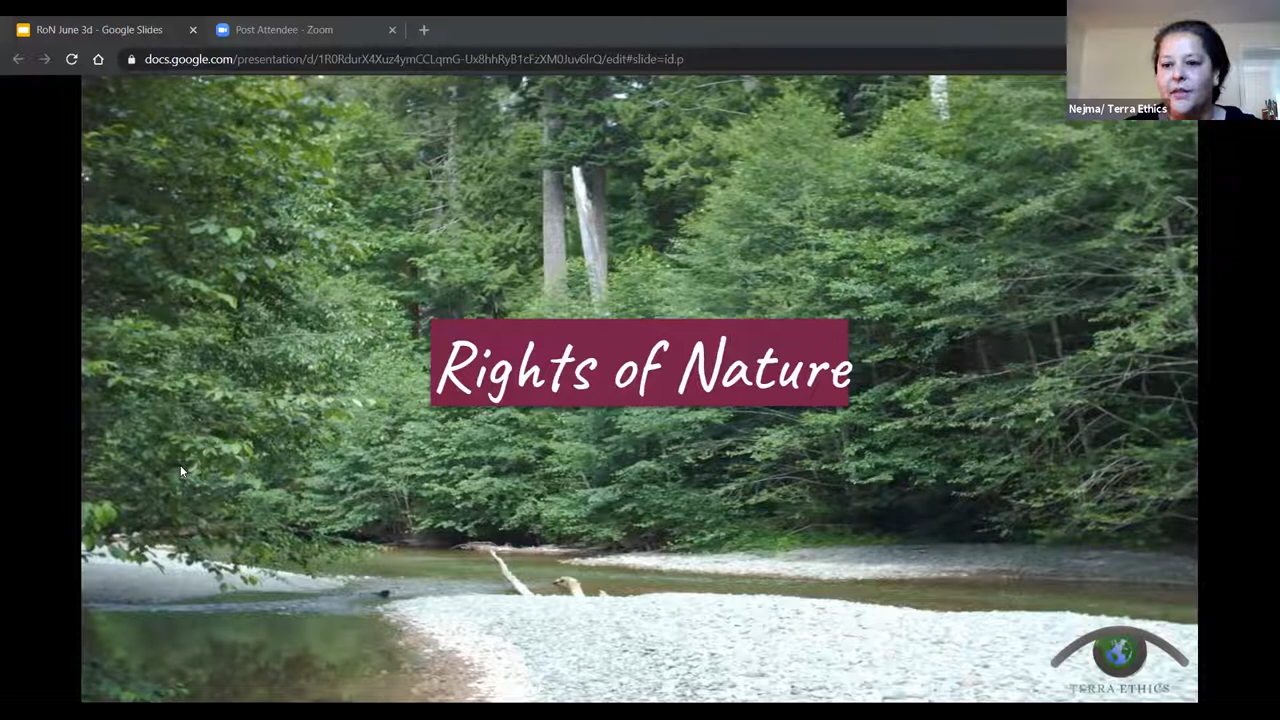 RoN June 3d - Google Slides
Post Attendee - Zoom
docs.google.com/presentation/d/1R0RdurX4Xuz4ymCCLqmG-Ux8hhRyB1cFzXM0Juv6lrQ/edit#slide=id.p
Nejma/ Terra Ethics
Rights of Nature
TERRA ETHICS